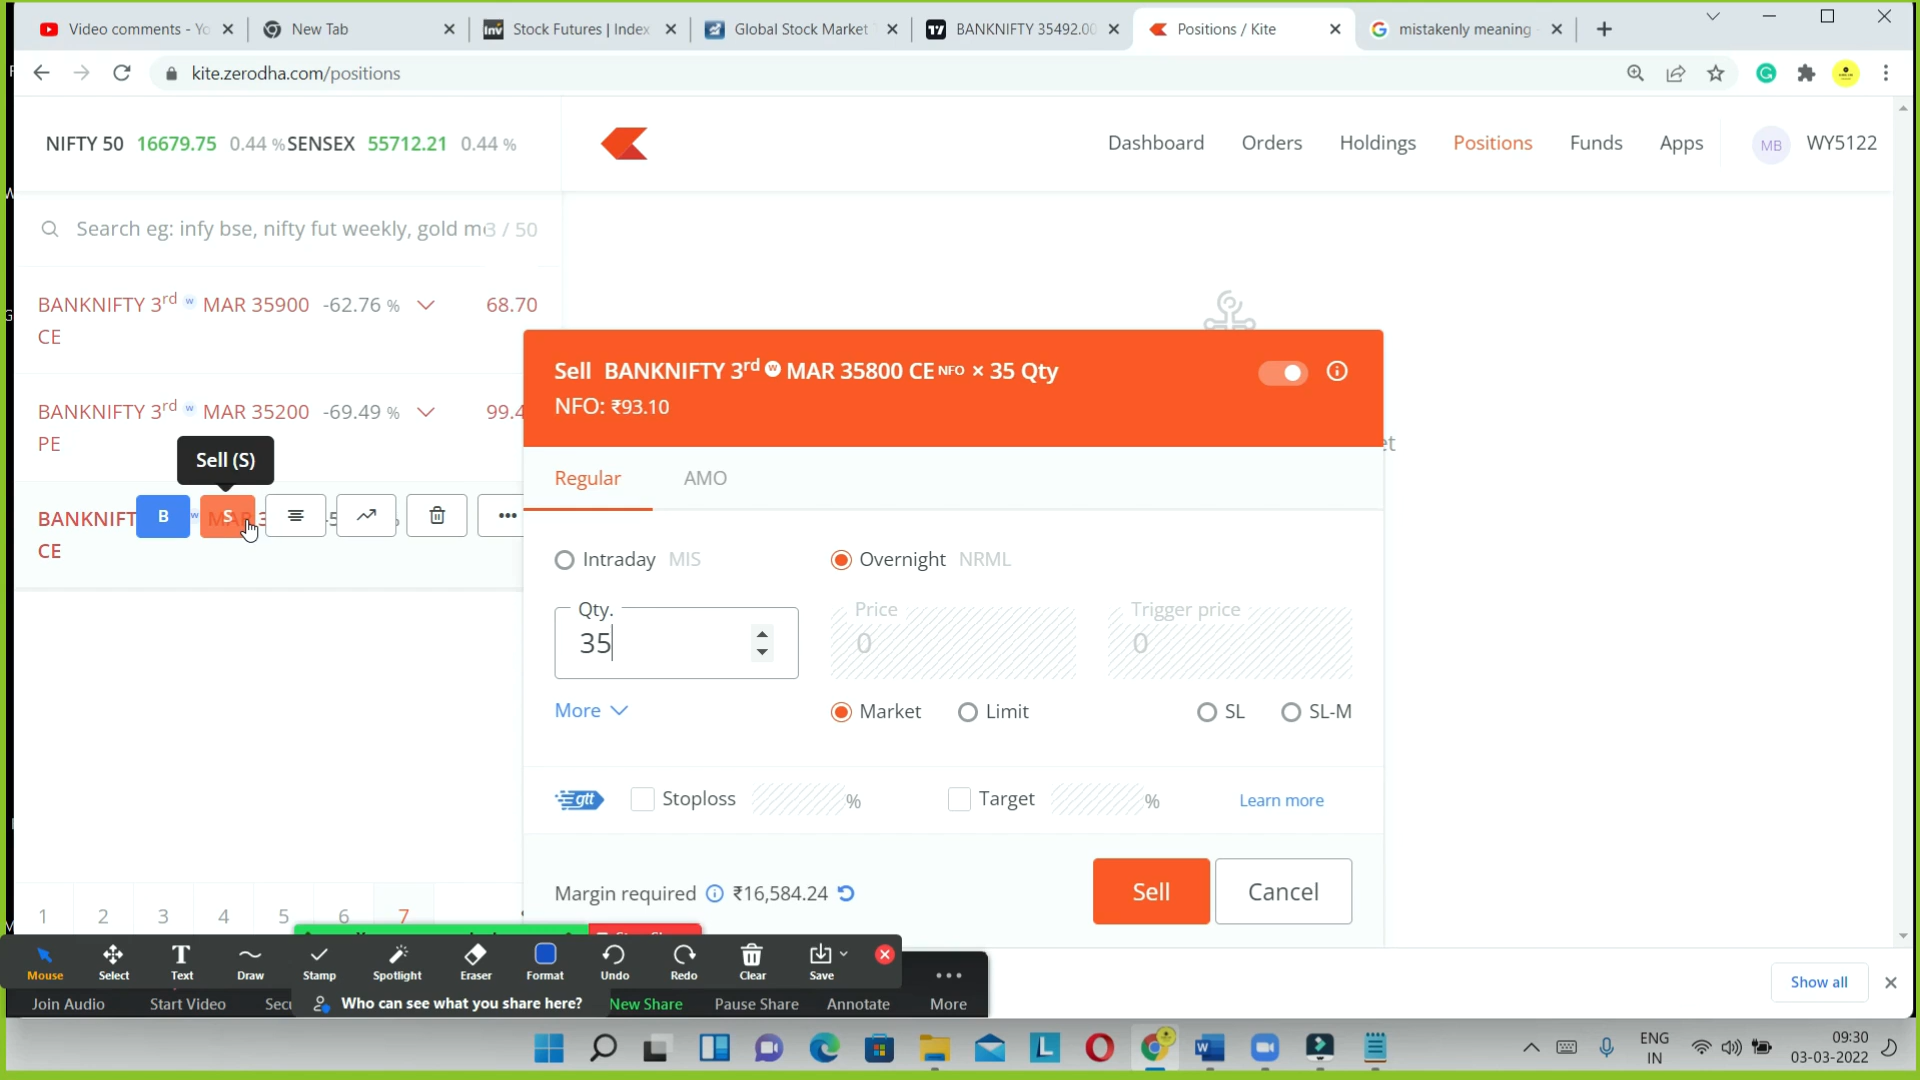 Video comments - Yo
New Tab
Stock Futures | Index
Global Stock Market
BANKNIFTY 35492.00
Positions / Kite
mistakenly meaning
kite.zerodha.com/positions
NIFTY 50 16679.75 0.44 % SENSEX 55712.21 0.44 %
Dashboard Orders Holdings Positions Funds Apps MB WY5122
Search eg: infy bse, nifty fut weekly, gold m
3 / 50
BANKNIFTY 3rd w MAR 35900 CE -62.76 % 68.70
BANKNIFTY 3rd w MAR 35200 PE -69.49 % 99.4
Sell (S)
BANKNIFT
B
S
CE
Sell BANKNIFTY 3rd W MAR 35800 CE NFO × 35 Qty
NFO: ₹93.10
et
Regular AMO
Intraday MIS
Overnight NRML
Qty.
35
Price
0
Trigger price
0
More
Market Limit SL SL-M
gtt Stoploss % Target % Learn more
Margin required ₹16,584.24
Sell Cancel
1 2 3 4 5 6 7
Mouse Select Text Draw Stamp Spotlight Eraser Format Undo Redo Clear Save
Join Audio Start Video Secu Who can see what you share here? New Share Pause Share Annotate More
Show all
ENG
IN
09:30
03-03-2022